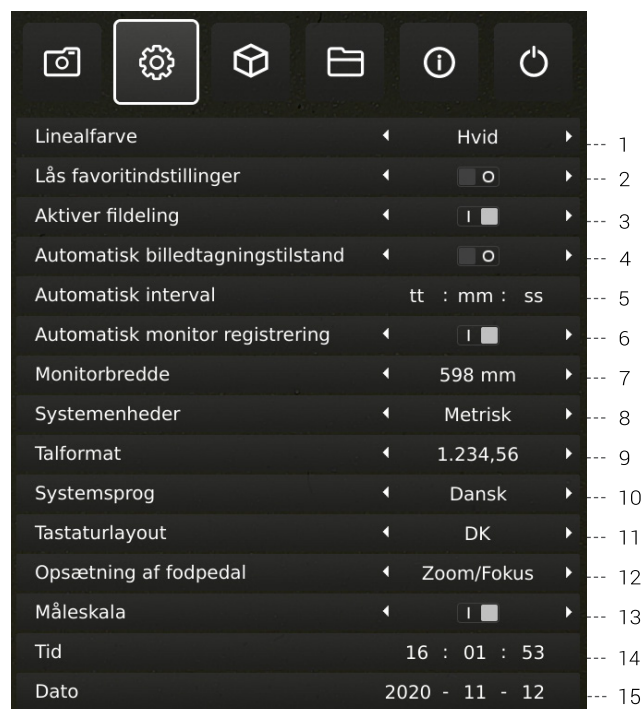 Linealfarve Hvid 1
Lås favoritindstillinger O 2
Aktiver fildeling I 3
Automatisk billedtagningstilstand O 4
Automatisk interval tt : mm : ss 5
Automatisk monitor registrering I 6
Monitorbredde 598 mm 7
Systemenheder Metrisk 8
Talformat 1.234,56 9
Systemsprog Dansk 10
Tastaturlayout DK 11
Opsætning af fodpedal Zoom/Fokus 12
Måleskala I 13
Tid 16 : 01 : 53 14
Dato 2020 - 11 - 12 15